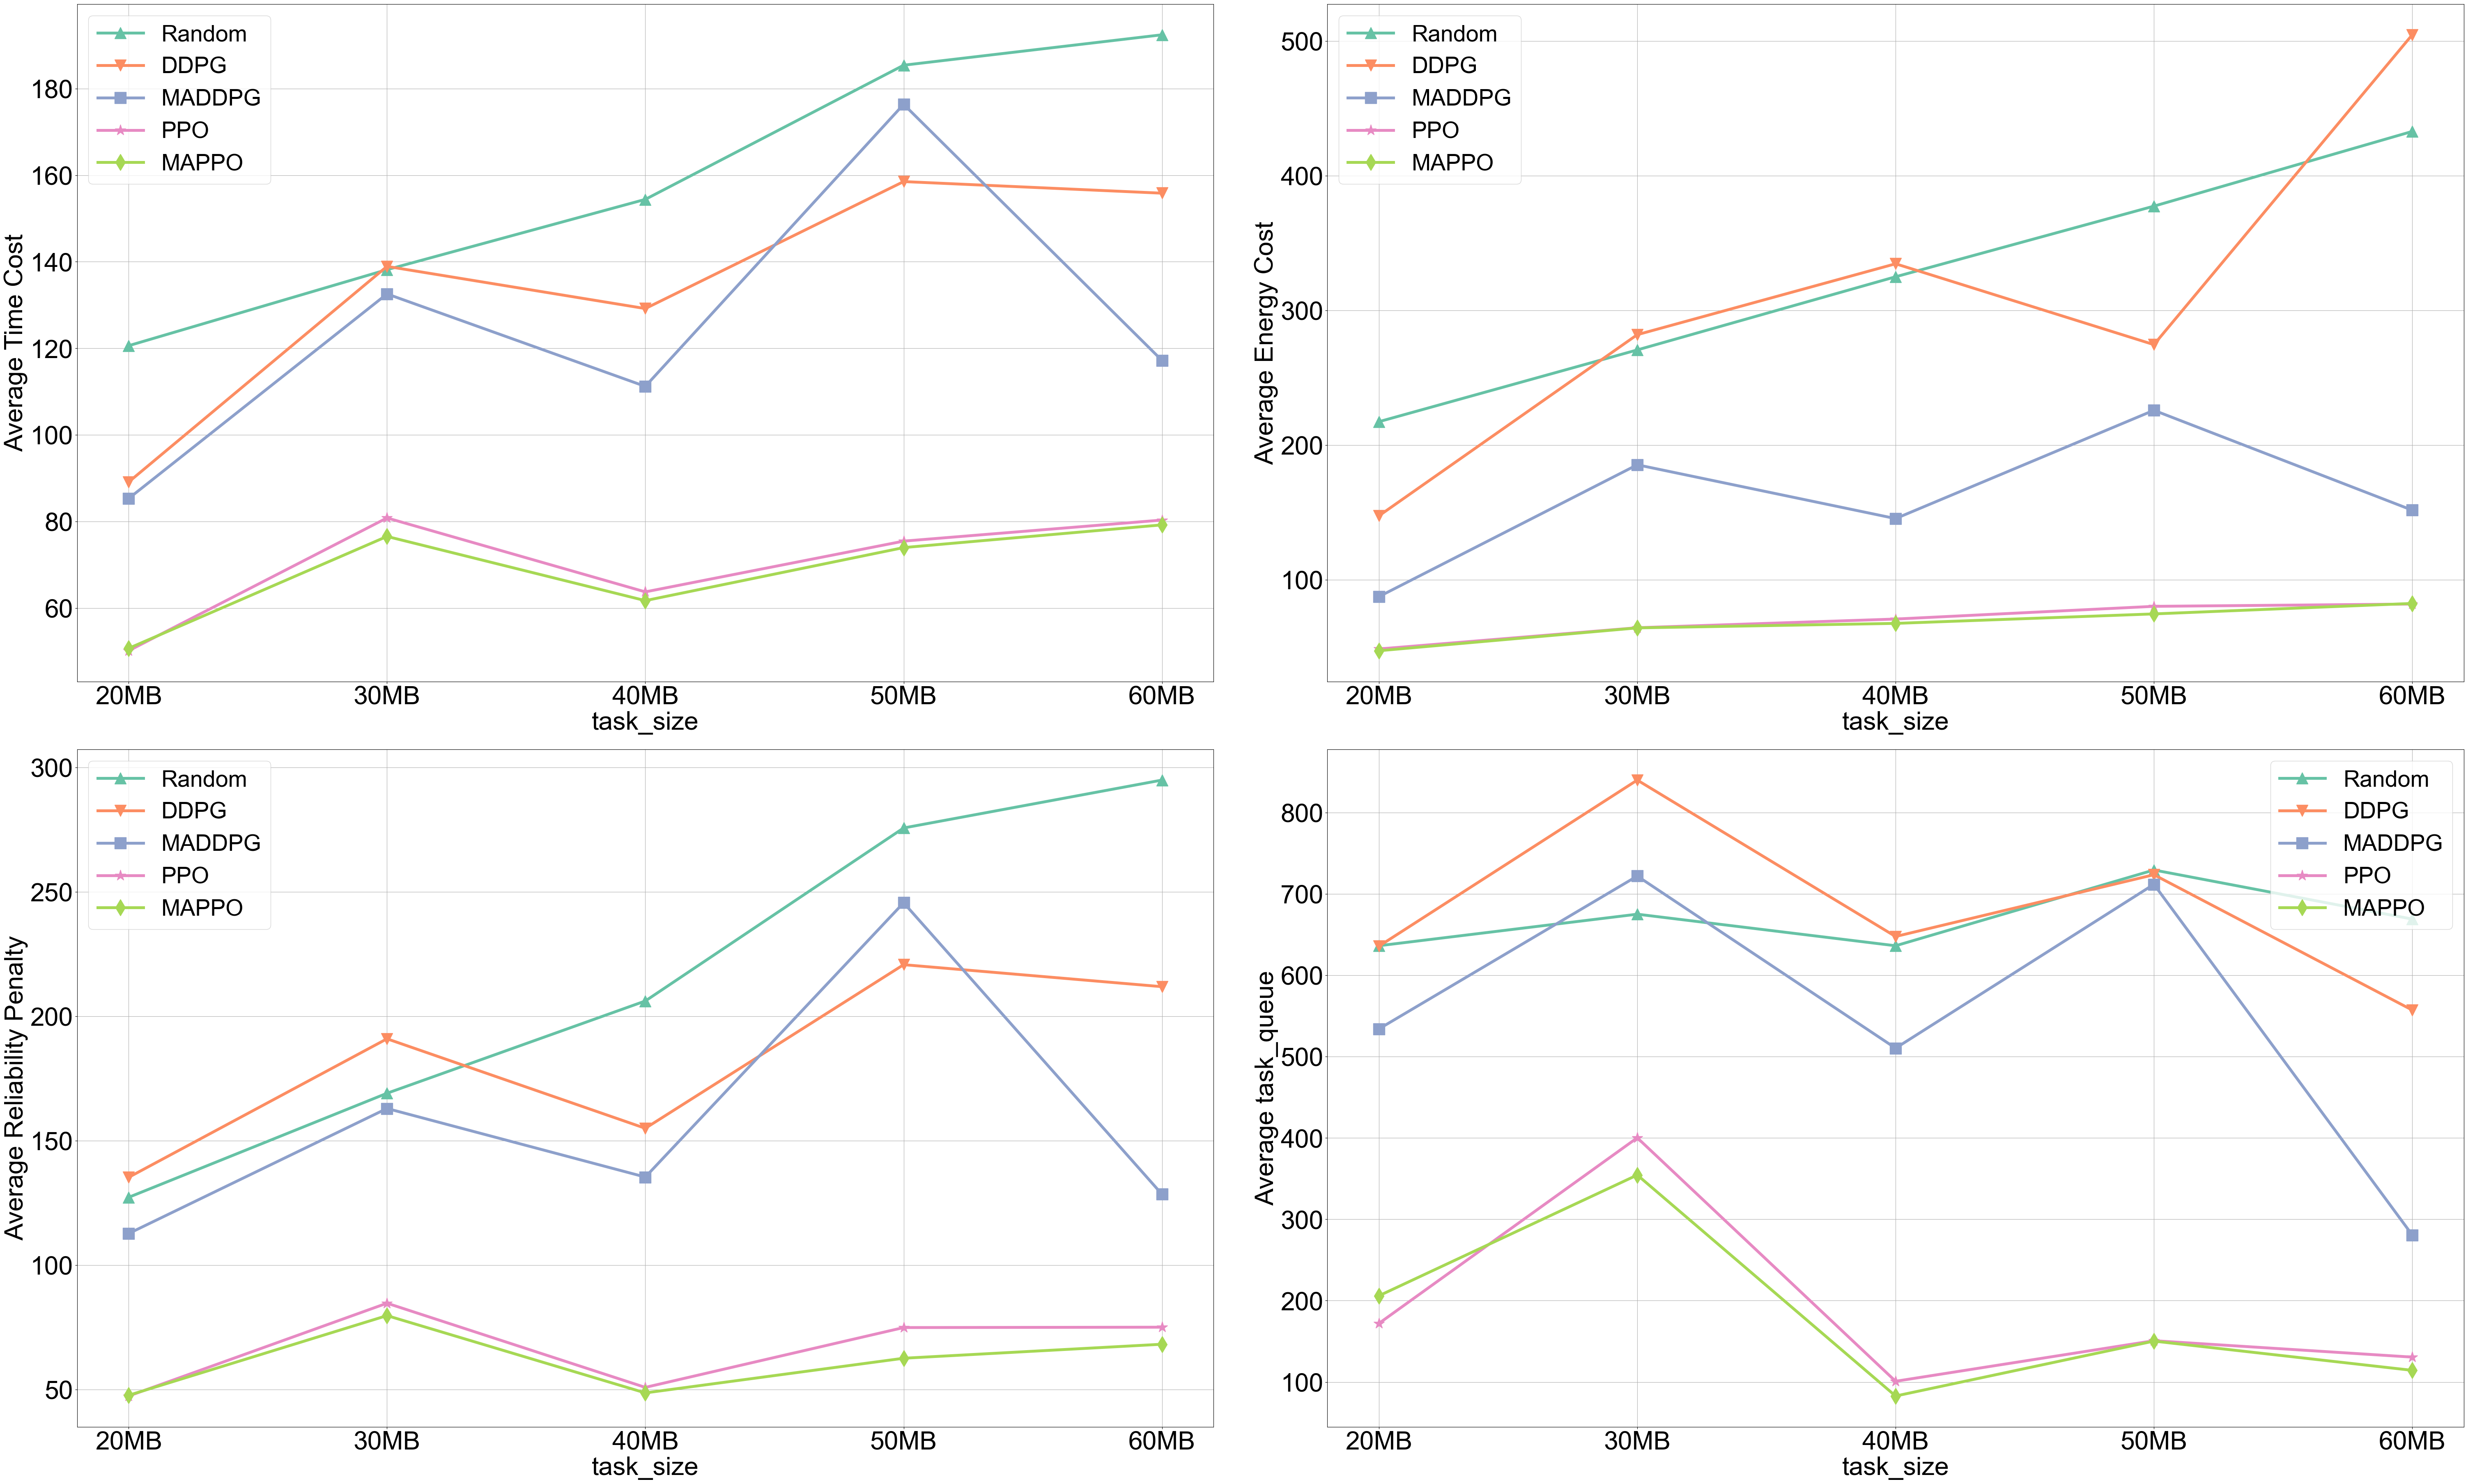 Random
DDPG
MADDPG
PPO
MAPPO
180
160
140
120
100
80
60
Average Time Cost
20MB 30MB 40MB 50MB 60MB
task_size
Random
DDPG
MADDPG
PPO
MAPPO
500
400
300
200
100
Average Energy Cost
20MB 30MB 40MB 50MB 60MB
task_size
Random
DDPG
MADDPG
PPO
MAPPO
300
250
200
150
100
50
Average Reliability Penalty
20MB 30MB 40MB 50MB 60MB
task_size
Random
DDPG
MADDPG
PPO
MAPPO
800
700
600
500
400
300
200
100
Average task_queue
20MB 30MB 40MB 50MB 60MB
task_size